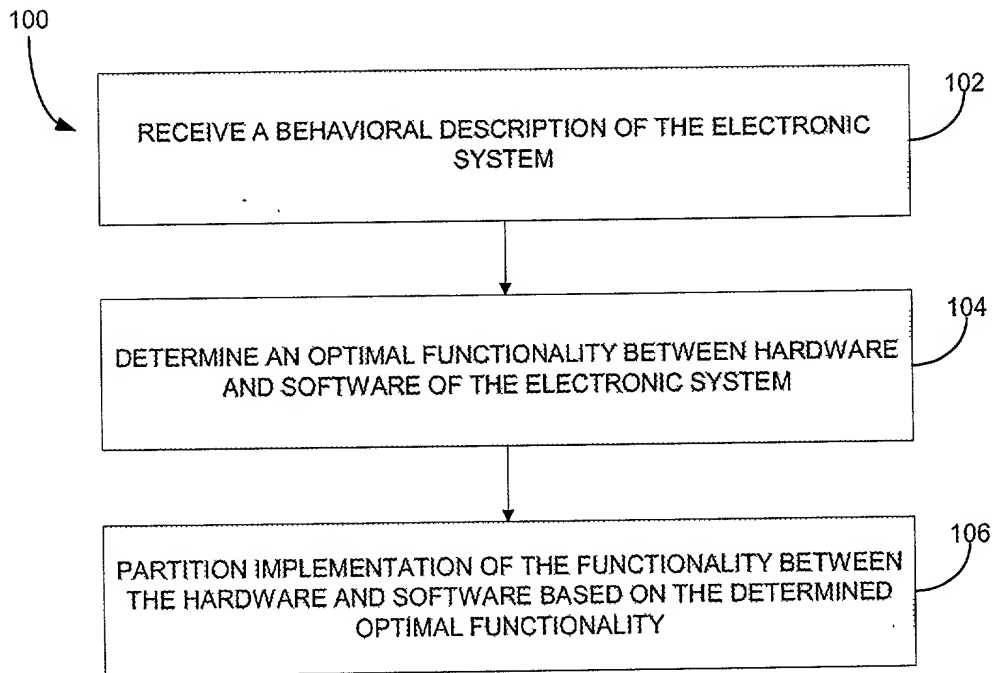 100
102
RECEIVE A BEHAVIORAL DESCRIPTION OF THE ELECTRONIC
SYSTEM
104
DETERMINE AN OPTIMAL FUNCTIONALITY BETWEEN HARDWARE
AND SOFTWARE OF THE ELECTRONIC SYSTEM
106
PARTITION IMPLEMENTATION OF THE FUNCTIONALITY BETWEEN
THE HARDWARE AND SOFTWARE BASED ON THE DETERMINED
OPTIMAL FUNCTIONALITY